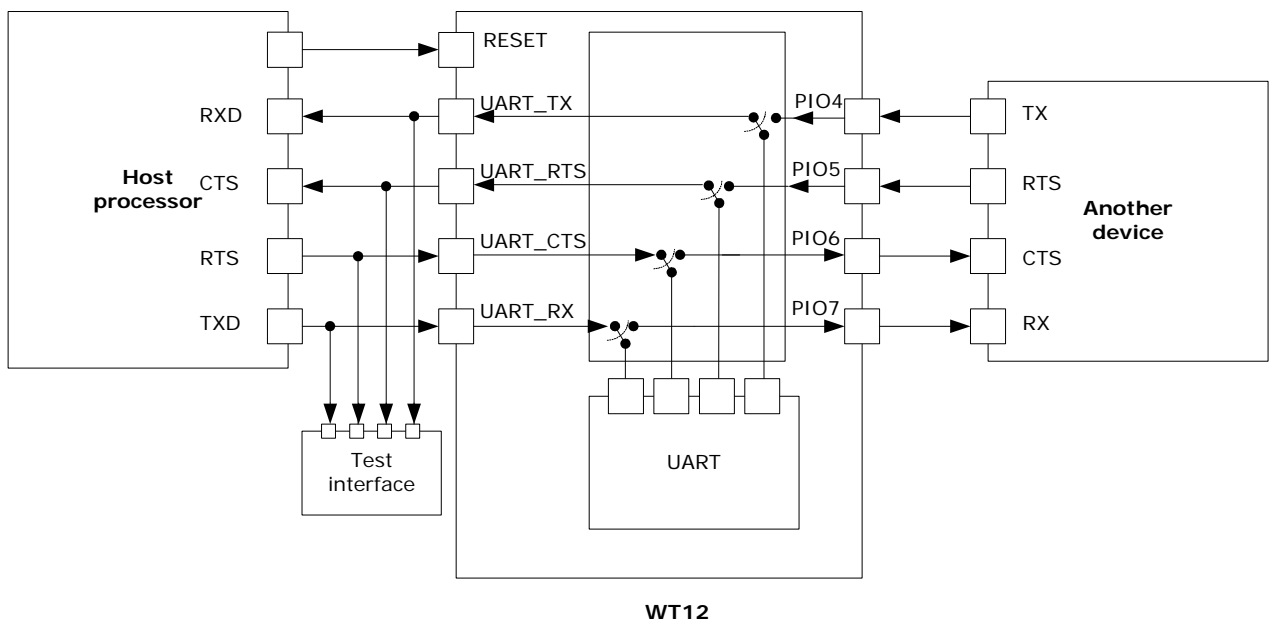 RESET
RXD
UART_TX
PIO4
TX
Host
processor
CTS
UART_RTS
PIO5
RTS
Another
device
RTS
UART_CTS
PIO6
CTS
TXD
UART_RX
PIO7
RX
Test
interface
UART
WT12